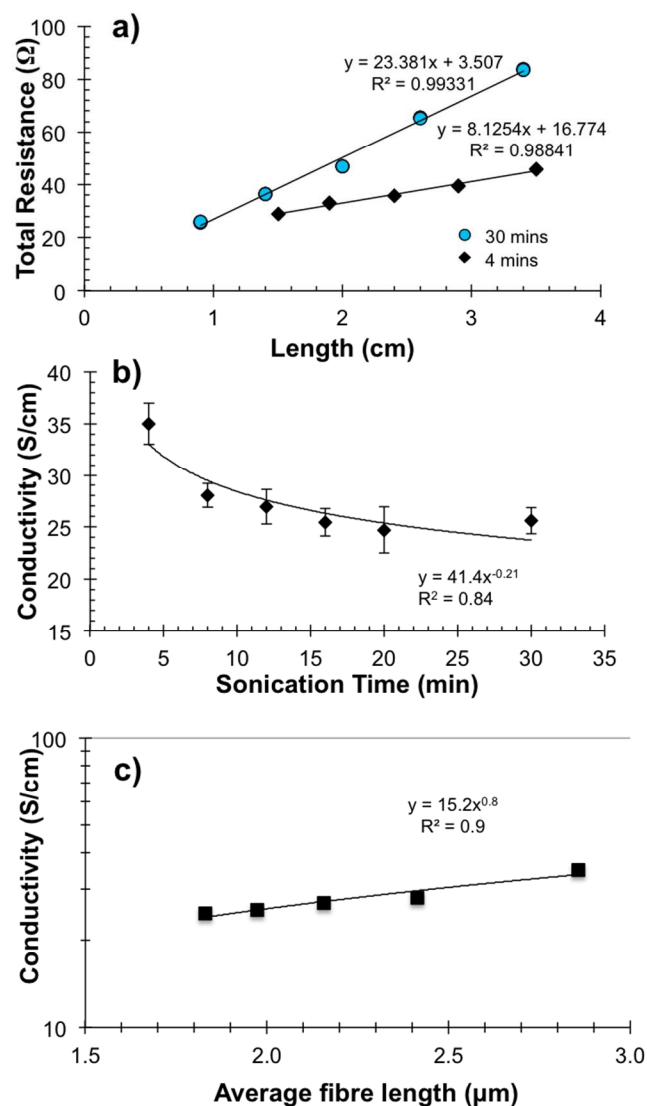 a)
Total Resistance (Ω)
100
80
60
40
20
0
y = 23.381x + 3.507
R² = 0.99331
y = 8.1254x + 16.774
R² = 0.98841
30 mins
4 mins
0 1 2 3 4
Length (cm)
b)
Conductivity (S/cm)
40
35
30
25
20
15
y = 41.4x⁻⁰·²¹
R² = 0.84
0 5 10 15 20 25 30 35
Sonication Time (min)
c)
Conductivity (S/cm)
100
10
y = 15.2x⁰·⁸
R² = 0.9
1.5 2.0 2.5 3.0
Average fibre length (µm)